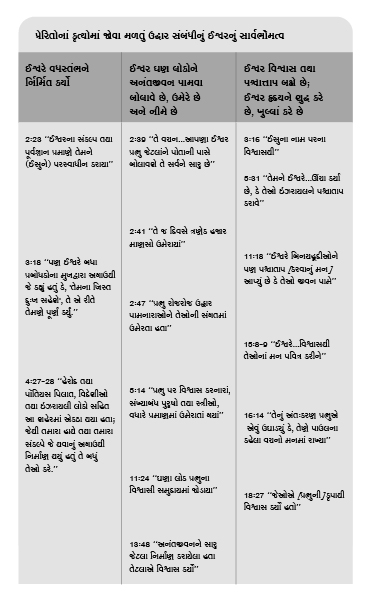 પ્રેરિતોનાં કૃત્યોમાં જોવા મળતું ઉદ્ધાર સંબંધીનું ઈશ્વરનું સાર્વભૌમત્વ
ઈશ્વરે વધસ્તંભને
નિર્મિત કર્યો
2:23 “ઈશ્વરના સંકલ્પ તથા
પૂર્વજ્ઞાન પ્રમાણે તેમને
(ઈસુને) પરસ્વાધીન કરાયા”
3:18 “પણ ઈશ્વરે બધા
પ્રબોધકોના મુખદ્વારા અગાઉથી
જે કહ્યું હતું કે, ‘તેમના ખ્રિસ્ત
દુઃખ સહેશે’, તે એ રીતે
તેમણે પૂર્ણ કર્યું.”
4:27-28 “હેરોદ તથા
પોંતિયસ પિલાત, વિદેશીઓ
તથા ઇઝરાયલી લોકો સહિત
આ શહેરમાં એકઠા થયા હતા;
જેથી તમારા હાથે તથા તમારા
સંકલ્પે જે થવાનું અગાઉથી
નિર્માણ થયું હતું તે બધું
તેઓ કરે.”
ઈશ્વર ઘણા લોકોને
અનંતજીવન પામવા
બોલાવે છે, ઉમેરે છે
અને નીમે છે
2:39 “તે વચન...આપણા ઈશ્વર
પ્રભુ જેટલાંને પોતાની પાસે
બોલાવશે તે સર્વને સારુ છે”
2:41 “તે જ દિવસે ત્રણેક હજાર
માણસો ઉમેરાયાં”
2:47 “પ્રભુ રોજરોજ ઉદ્ધાર
પામનારાઓને તેઓની સંગતમાં
ઉમેરતા હતા”
5:14 “પ્રભુ પર વિશ્વાસ કરનારાં,
સંખ્યાબંધ પુરુષો તથા સ્ત્રીઓ,
વધારે પ્રમાણમાં ઉમેરાતાં થયાં”
11:24 “ઘણા લોક પ્રભુના
વિશ્વાસી સમુદાયમાં જોડાયા”
13:48 “અનંતજીવનને સારુ
જેટલા નિર્માણ કરાયેલા હતા
તેટલાએ વિશ્વાસ કર્યો”
ઈશ્વર વિશ્વાસ તથા
પશ્ચાતાપ બક્ષે છે;
ઈશ્વર હૃદયને શુદ્ધ કરે
છે, ખુલ્લાં કરે છે
3:16 “ઈસુના નામ પરના
વિશ્વાસથી”
5:31 “તેમને ઈશ્વરે...ઊંચા કર્યા
છે, કે તેઓ ઇઝરાયલને પશ્ચાતાપ
કરાવે”
11:18 “ઈશ્વરે બિનયહૂદીઓને
પણ પશ્ચાતાપ [કરવાનું મન]
આપ્યું છે કે તેઓ જીવન પામે”
15:8-9 “ઈશ્વરે...વિશ્વાસથી
તેઓનાં મન પવિત્ર કરીને”
16:14 “તેનું અંતઃકરણ પ્રભુએ
એવું ઉઘાડ્યું કે, તેણે પાઉલના
કહેલા વચનો મનમાં રાખ્યા”
18:27 “જેઓએ [પ્રભુની] કૃપાથી
વિશ્વાસ કર્યો હતો”